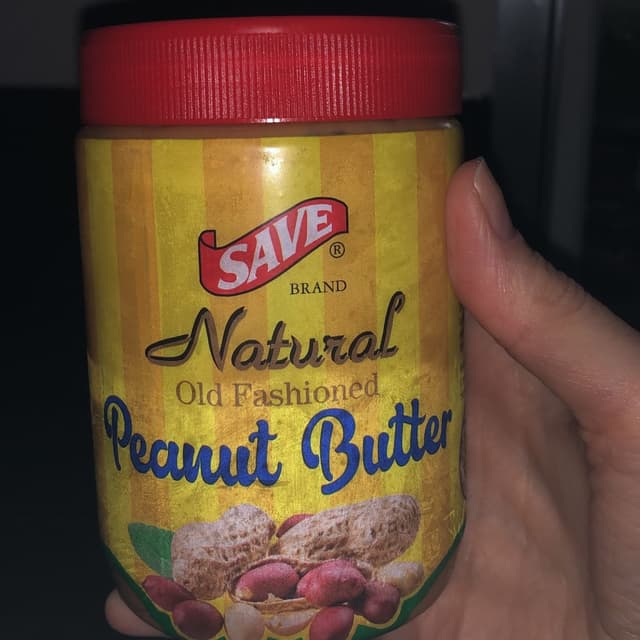 SAVE®
BRAND
Natural
Old Fashioned
Peanut Butter